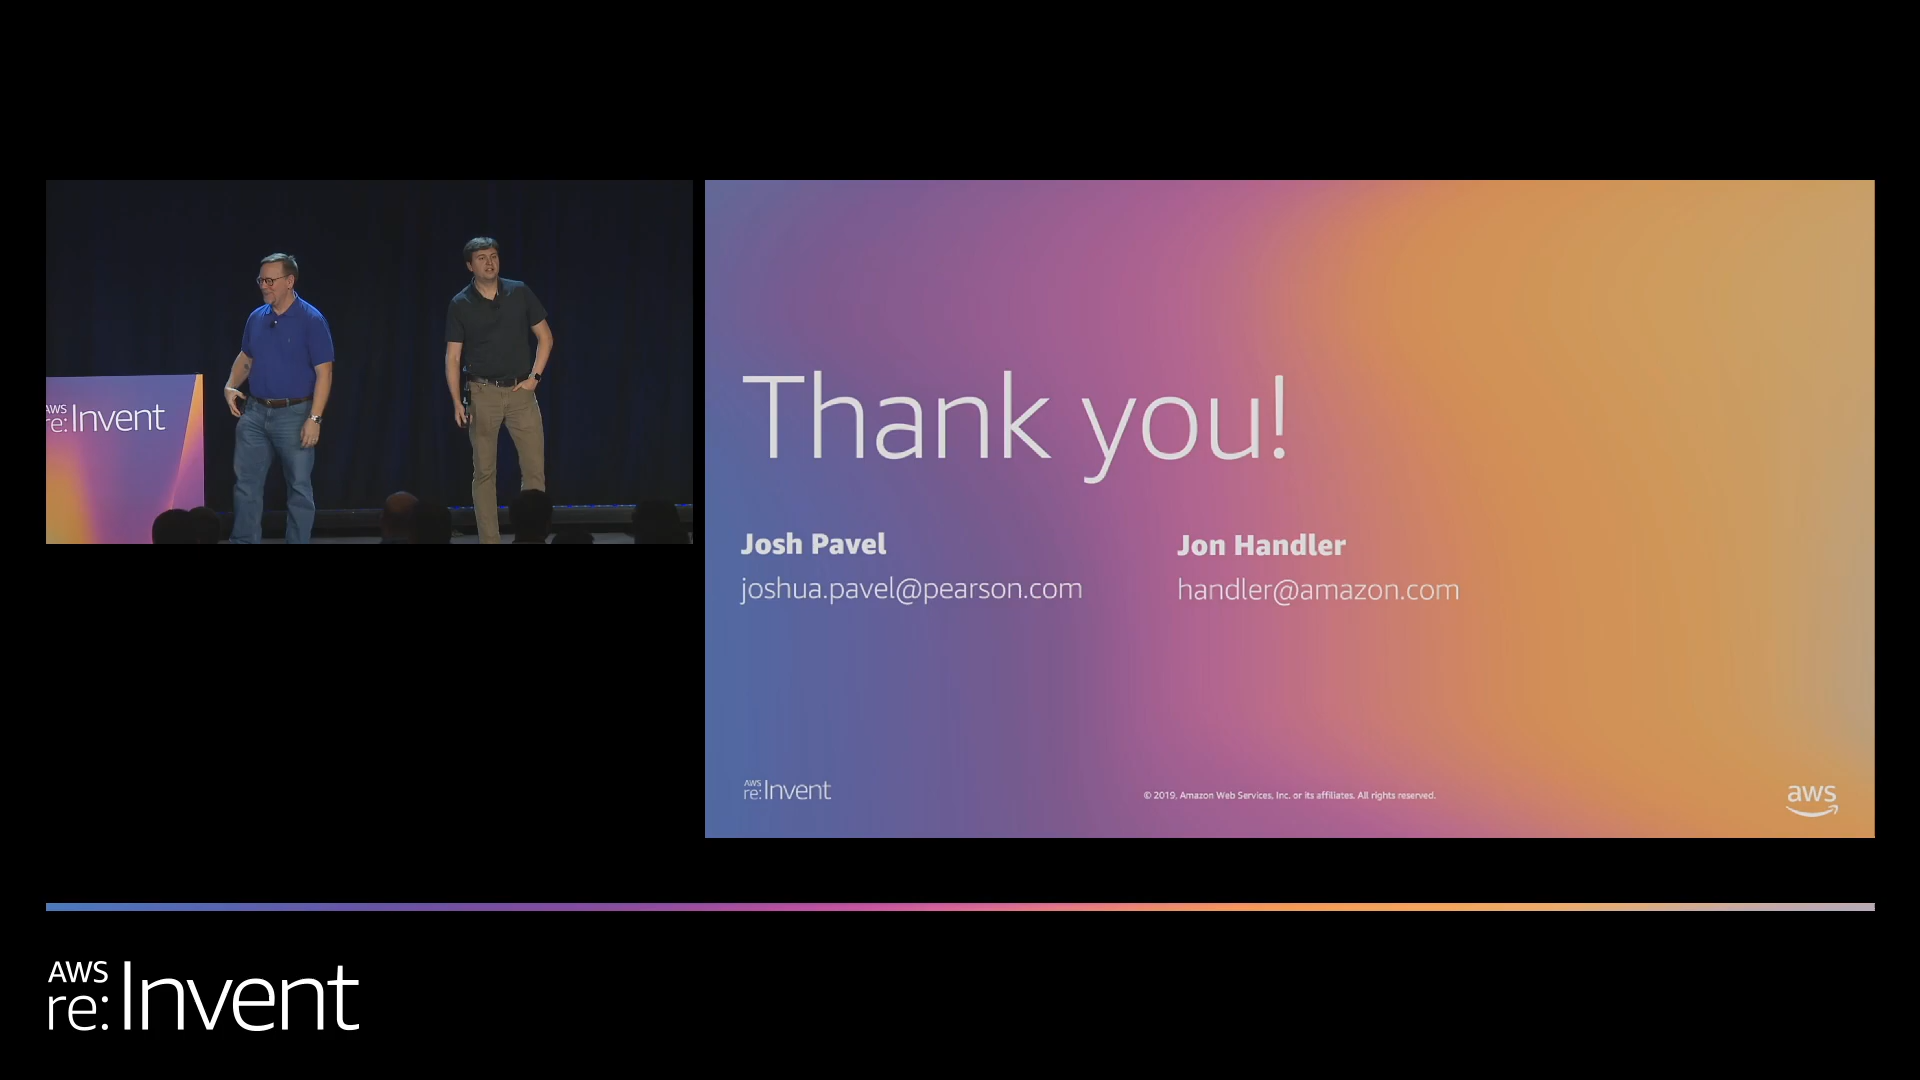 AWS
re:Invent
Thank you!
Josh Pavel
joshua.pavel@pearson.com
Jon Handler
handler@amazon.com
AWS
re:Invent
© 2019, Amazon Web Services, Inc. or its affiliates. All rights reserved.
aws
AWS
re:Invent